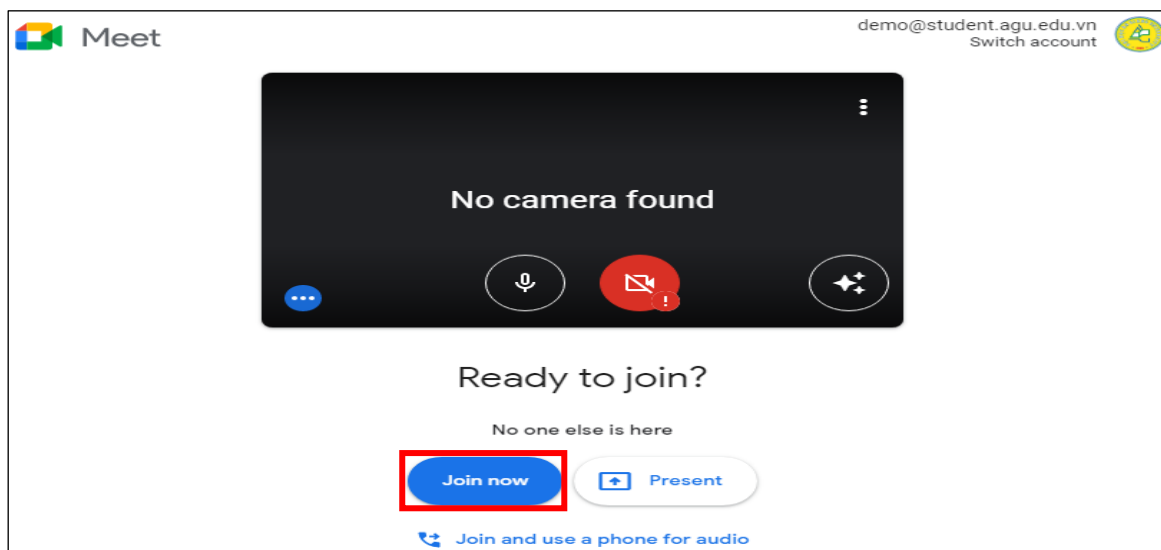 Meet
demo@student.agu.edu.vn
Switch account
No camera found
Ready to join?
No one else is here
Join now
Present
Join and use a phone for audio